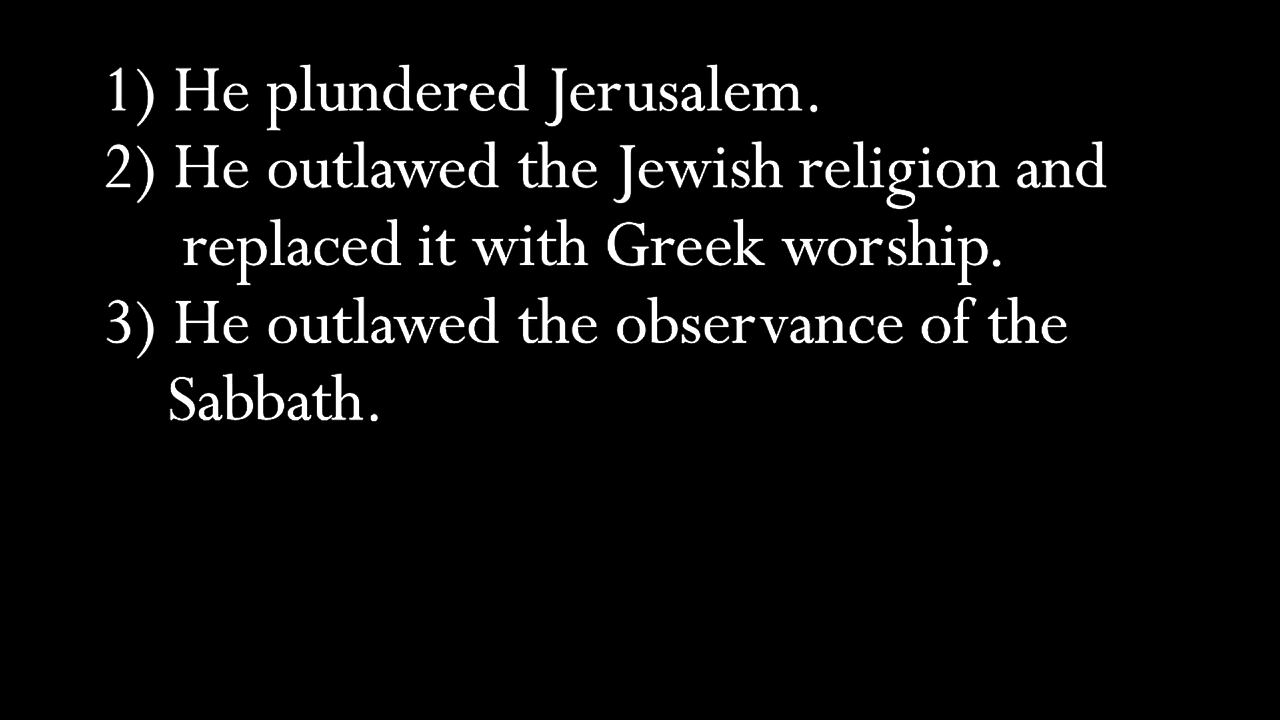 1) He plundered Jerusalem.
2) He outlawed the Jewish religion and
replaced it with Greek worship.
3) He outlawed the observance of the
Sabbath.